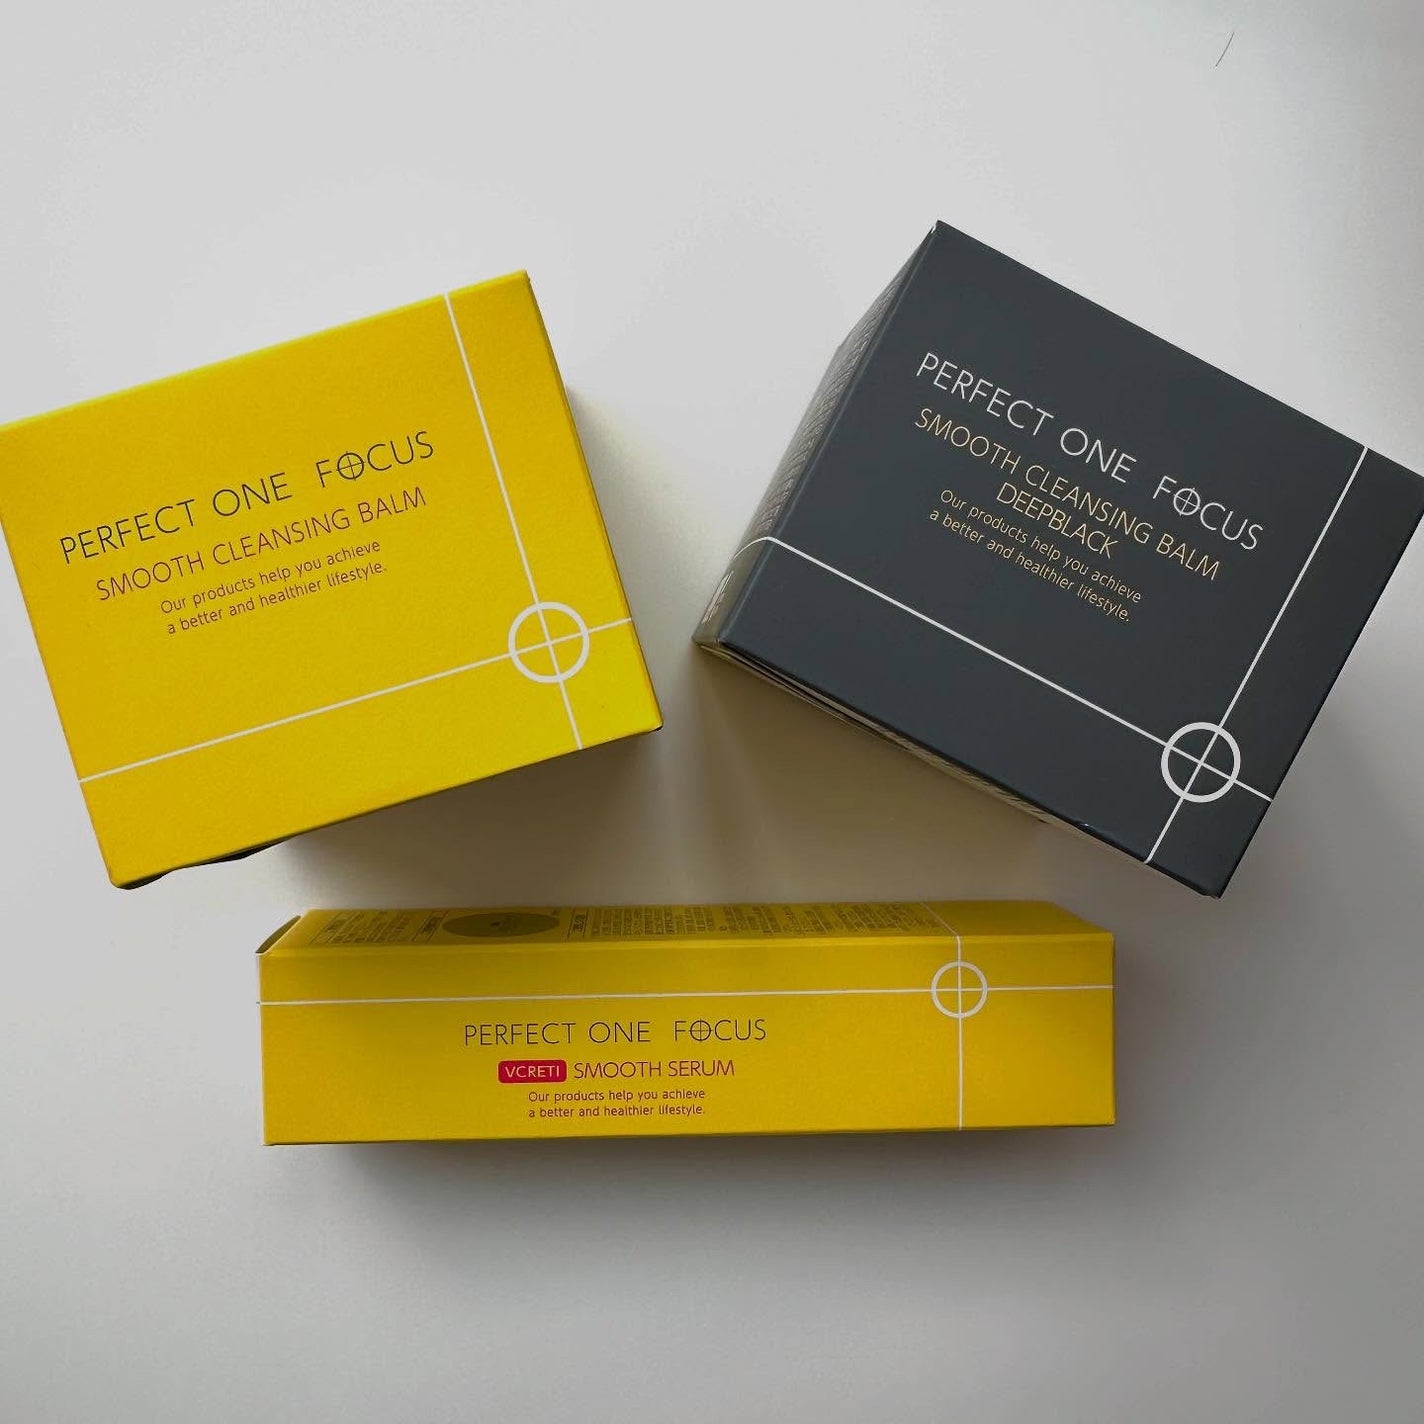 PERFECT ONE FOCUS
SMOOTH CLEANSING BALM
Our products help you achieve
a better and healthier lifestyle.
PERFECT ONE FOCUS
SMOOTH CLEANSING BALM
DEEPBLACK
Our products help you achieve
a better and healthier lifestyle.
PERFECT ONE FOCUS
VCRETI SMOOTH SERUM
Our products help you achieve
a better and healthier lifestyle.